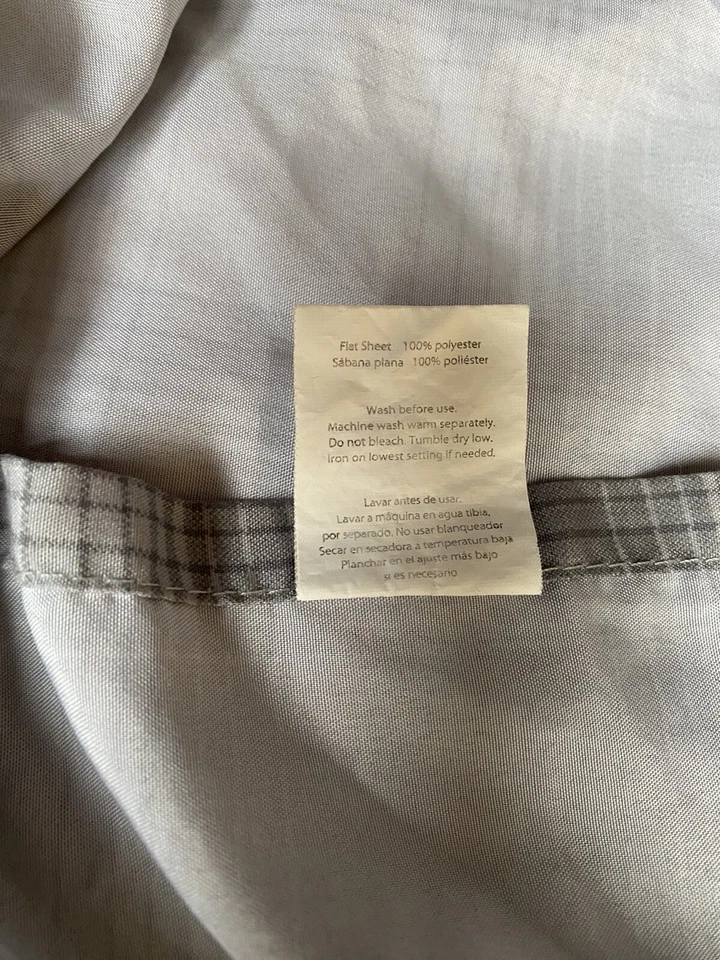 Flat Sheet 100% polyester
Sábana plana 100% poliéster
Wash before use.
Machine wash warm separately.
Do not bleach. Tumble dry low.
Iron on lowest setting if needed.
Lavar antes de usar.
Lavar a máquina en agua tibia,
por separado. No usar blanqueador
Secar en secadora a temperatura baja
Planchar en el ajuste más bajo
si es necesario